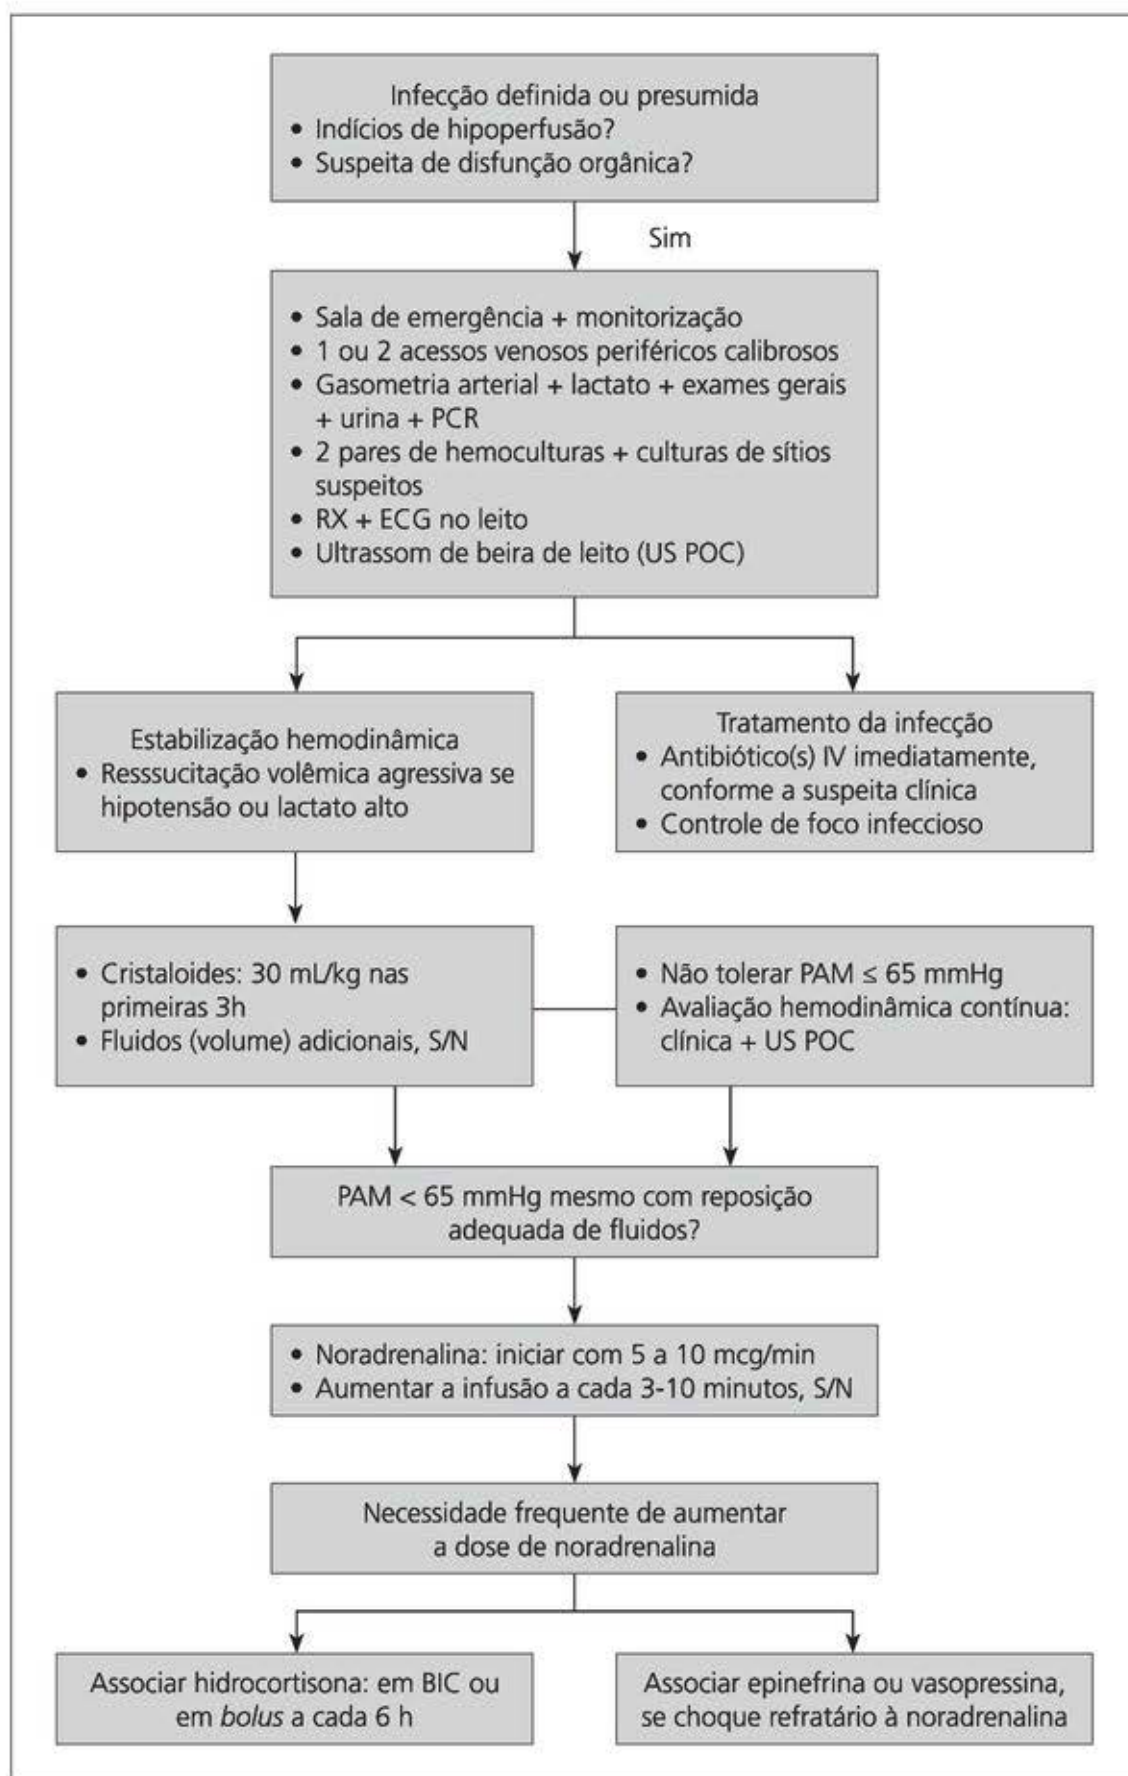 Infecção definida ou presumida
• Indícios de hipoperfusão?
• Suspeita de disfunção orgânica?
Sim
• Sala de emergência + monitorização
• 1 ou 2 acessos venosos periféricos calibrosos
• Gasometria arterial + lactato + exames gerais
+ urina + PCR
• 2 pares de hemoculturas + culturas de sítios
suspeitos
• RX + ECG no leito
• Ultrassom de beira de leito (US POC)
Estabilização hemodinâmica
• Resssucitação volêmica agressiva se
hipotensão ou lactato alto
Tratamento da infecção
• Antibiótico(s) IV imediatamente,
conforme a suspeita clínica
• Controle de foco infeccioso
• Cristaloides: 30 mL/kg nas
primeiras 3h
• Fluidos (volume) adicionais, S/N
• Não tolerar PAM ≤ 65 mmHg
• Avaliação hemodinâmica contínua:
clínica + US POC
PAM < 65 mmHg mesmo com reposição
adequada de fluidos?
• Noradrenalina: iniciar com 5 a 10 mcg/min
• Aumentar a infusão a cada 3-10 minutos, S/N
Necessidade frequente de aumentar
a dose de noradrenalina
Associar hidrocortisona: em BIC ou
em bolus a cada 6 h
Associar epinefrina ou vasopressina,
se choque refratário à noradrenalina